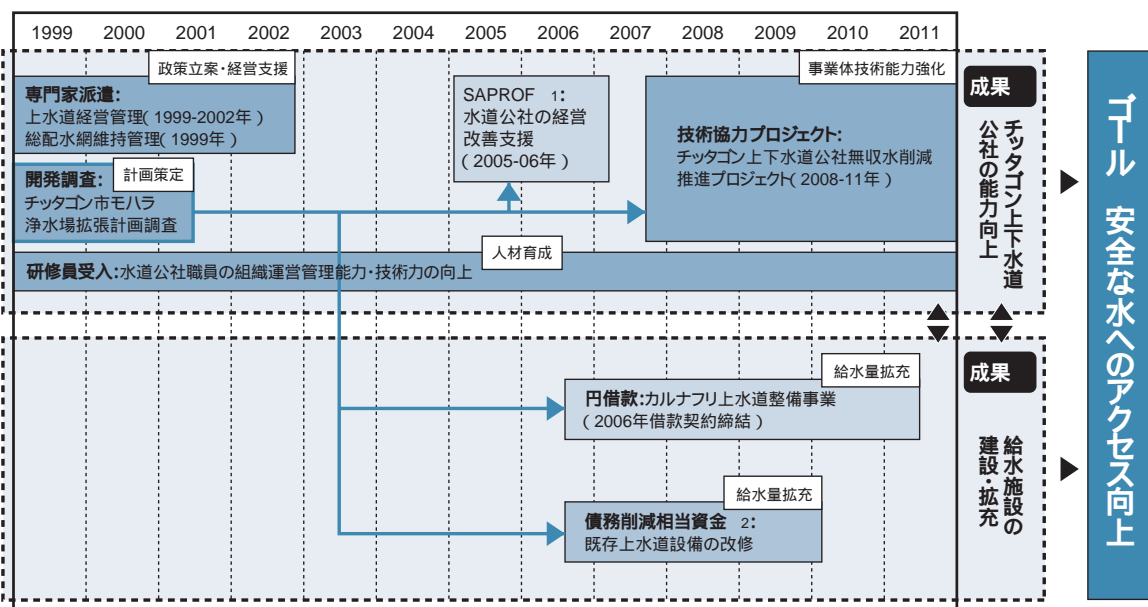 1999 2000 2001 2002 2003 2004 2005 2006 2007 2008 2009 2010 2011
政策立案・経営支援
専門家派遣:
上水道経営管理(1999-2002年)
総配水網維持管理(1999年)
計画策定
開発調査:
チッタゴン市モハラ
浄水場拡張計画調査
SAPROF 1:
水道公社の経営
改善支援
(2005-06年)
事業体技術能力強化
技術協力プロジェクト:
チッタゴン上下水道公社無収水削減
推進プロジェクト(2008-11年)
人材育成
研修員受入:水道公社職員の組織運営管理能力・技術力の向上
成果
チッタゴン上下水道
公社の能力向上
給水量拡充
円借款:カルナフリ上水道整備事業
(2006年借款契約締結)
給水量拡充
債務削減相当資金 2:
既存上水道設備の改修
成果
給水施設の
建設・拡充
ゴール 安全な水へのアクセス向上